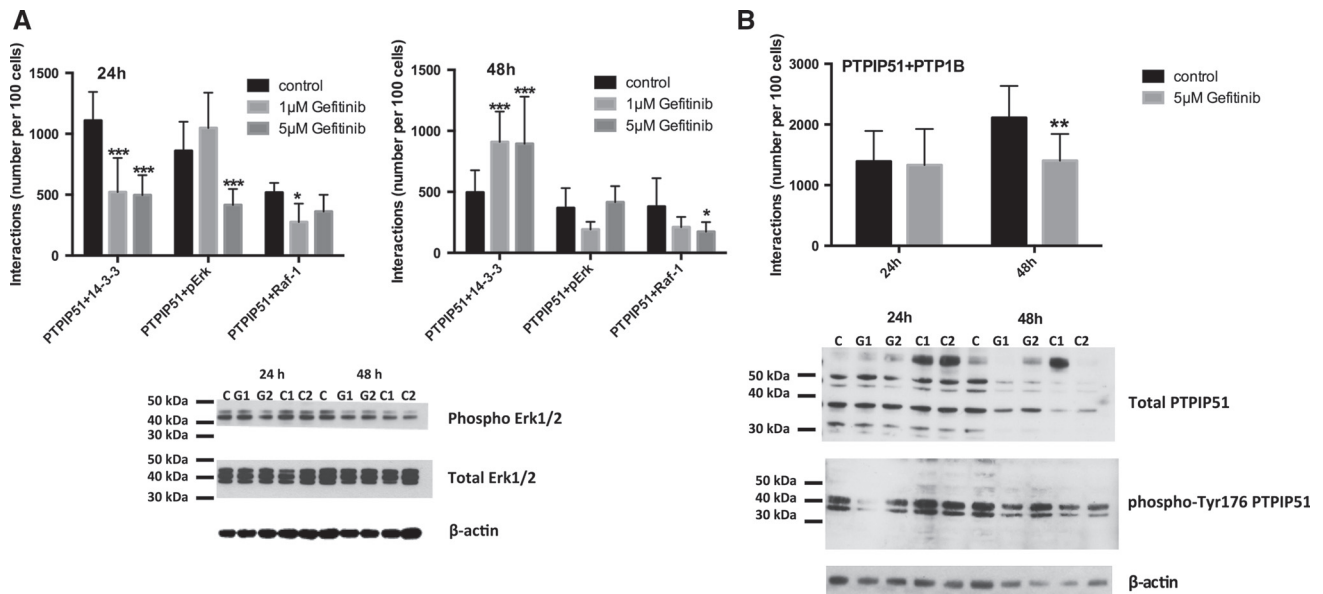 A
Interactions (number per 100 cells)
1500
1000
500
0
24h
control
1µM Gefitinib
5µM Gefitinib
***
***
***
*
PTPIP51+14-3-3
PTPIP51+pErk
PTPIP51+Raf-1
Interactions (number per 100 cells)
1500
1000
500
0
48h
control
1µM Gefitinib
5µM Gefitinib
***
***
*
PTPIP51+14-3-3
PTPIP51+pErk
PTPIP51+Raf-1
24 h 48 h
C G1 G2 C1 C2 C G1 G2 C1 C2
50 kDa
40 kDa
30 kDa
Phospho Erk1/2
50 kDa
40 kDa
30 kDa
Total Erk1/2
β-actin
B
Interactions (number per 100 cells)
3000
2000
1000
0
PTPIP51+PTP1B
control
5µM Gefitinib
**
24h
48h
24h 48h
C G1 G2 C1 C2 C G1 G2 C1 C2
50 kDa
40 kDa
30 kDa
Total PTPIP51
50 kDa
40 kDa
30 kDa
phospho-Tyr176 PTPIP51
β-actin